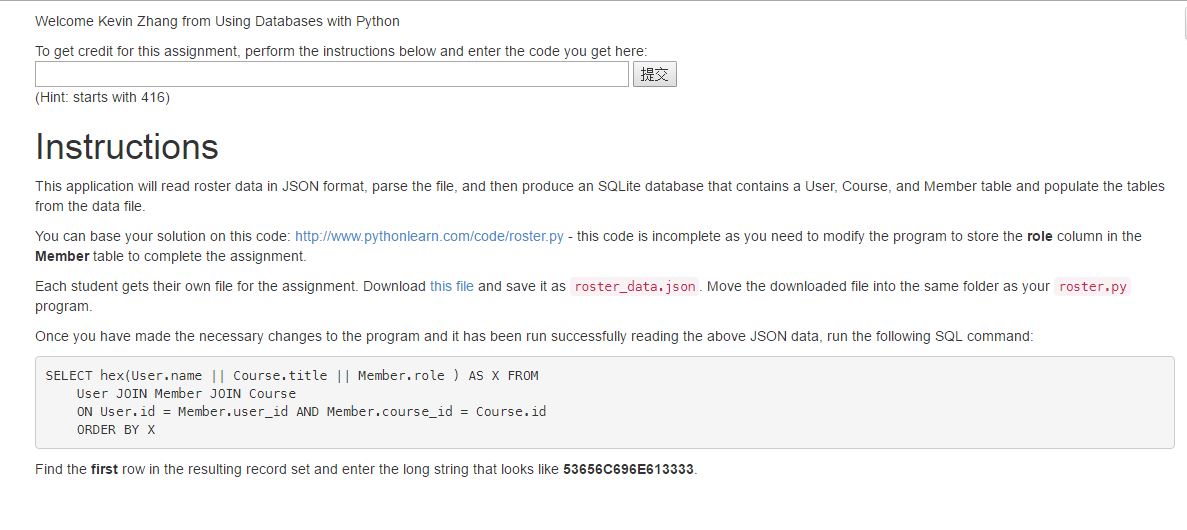 Welcome Kevin Zhang from Using Databases with Python
To get credit for this assignment, perform the instructions below and enter the code you get here:
提交
(Hint: starts with 416)
Instructions
This application will read roster data in JSON format, parse the file, and then produce an SQLite database that contains a User, Course, and Member table and populate the tables
from the data file.
You can base your solution on this code: http://www.pythonlearn.com/code/roster.py - this code is incomplete as you need to modify the program to store the role column in the
Member table to complete the assignment.
Each student gets their own file for the assignment. Download this file and save it as roster_data.json. Move the downloaded file into the same folder as your roster.py
program.
Once you have made the necessary changes to the program and it has been run successfully reading the above JSON data, run the following SQL command:
SELECT hex(User.name || Course.title || Member.role ) AS X FROM
    User JOIN Member JOIN Course
    ON User.id = Member.user_id AND Member.course_id = Course.id
    ORDER BY X
Find the first row in the resulting record set and enter the long string that looks like 53656C696E613333.